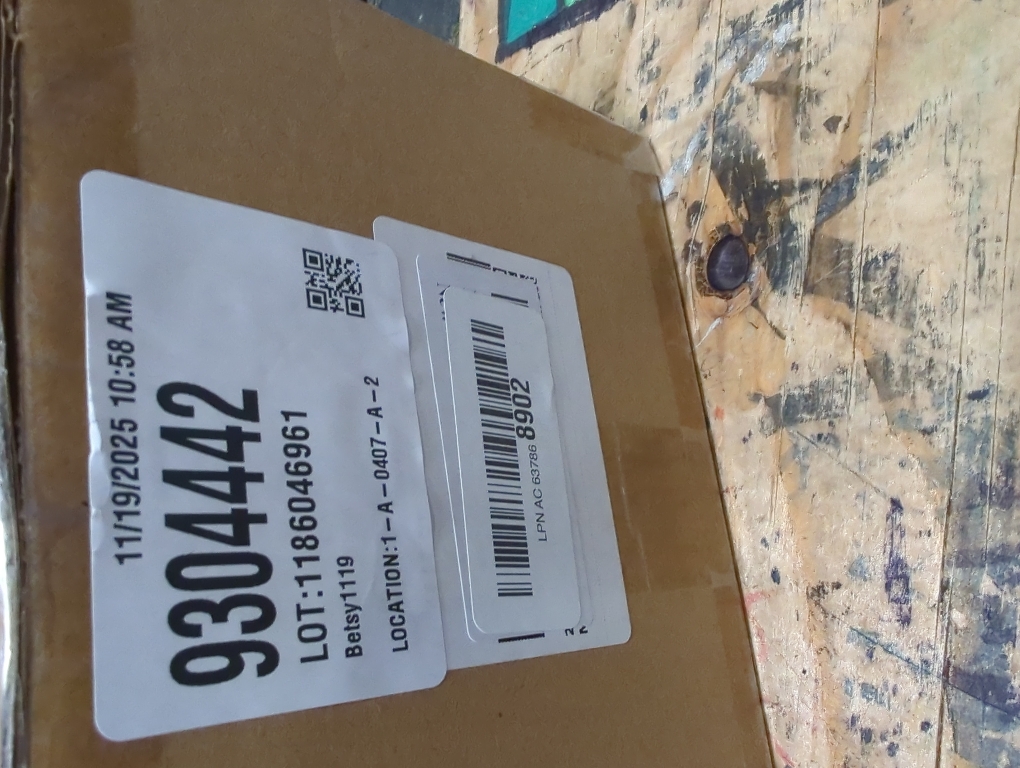 11/19/2025 10:58 AM
9304442
LOT:1186046961
Betsy1119
LOCATION:1-A-0407-A-2
LPN AC 63786 8902